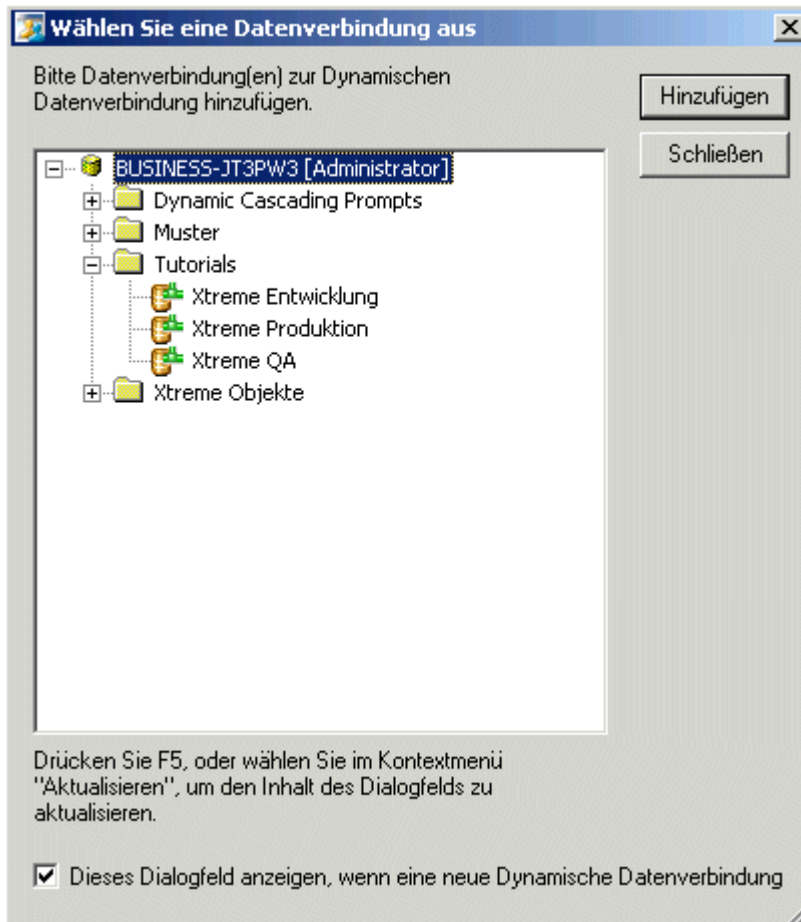 Wählen Sie eine Datenverbindung aus
Bitte Datenverbindung(en) zur Dynamischen
Datenverbindung hinzufügen.
Hinzufügen
Schließen
BUSINESS-JT3PW3 [Administrator]
Dynamic Cascading Prompts
Muster
Tutorials
Xtreme Entwicklung
Xtreme Produktion
Xtreme QA
Xtreme Objekte
Drücken Sie F5, oder wählen Sie im Kontextmenü
"Aktualisieren", um den Inhalt des Dialogfelds zu
aktualisieren.
Dieses Dialogfeld anzeigen, wenn eine neue Dynamische Datenverbindung